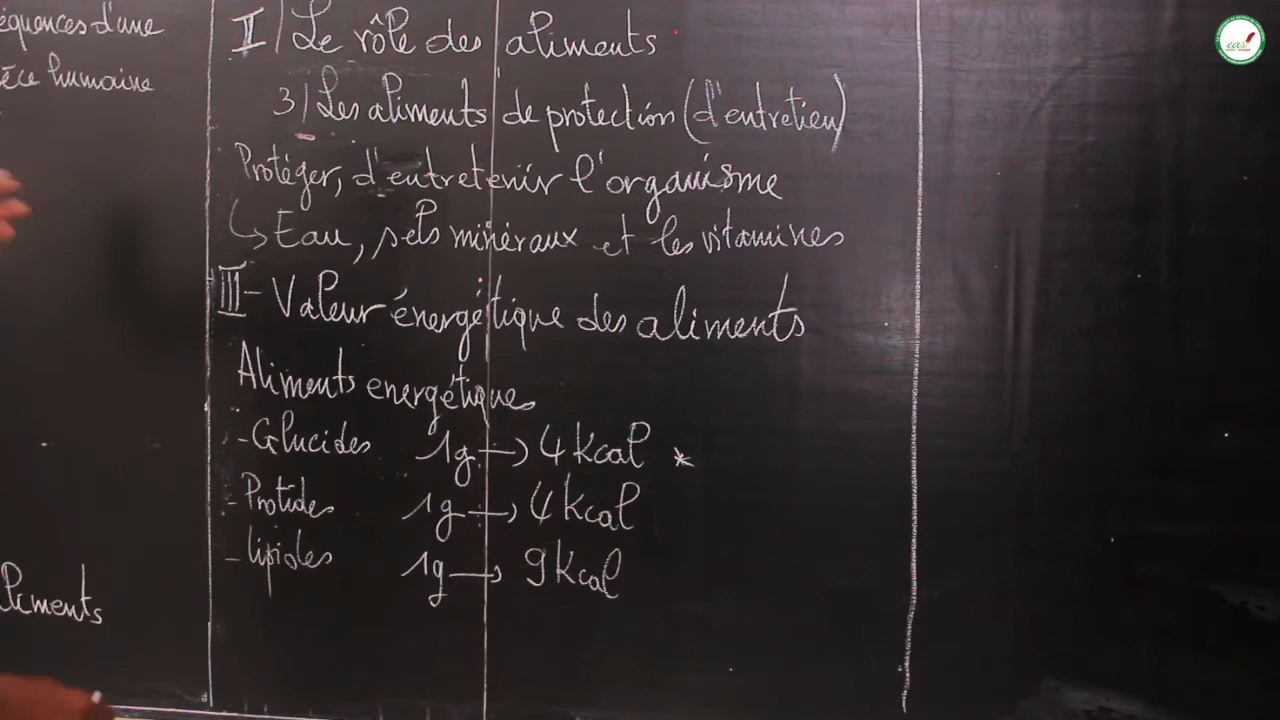 équences d'une
èce humaine
liments
II / Le rôle des aliments
3/ Les aliments de protection (d'entretien)
Protéger, d'entretenir l'organisme
↳ Eau, sels minéraux et les vitamines
III - Valeur énergétique des aliments
Aliments energétiques
- Glucides 1g → 4 Kcal *
- Protides 1g → 4 Kcal
- lipides 1g → 9 Kcal
eas!